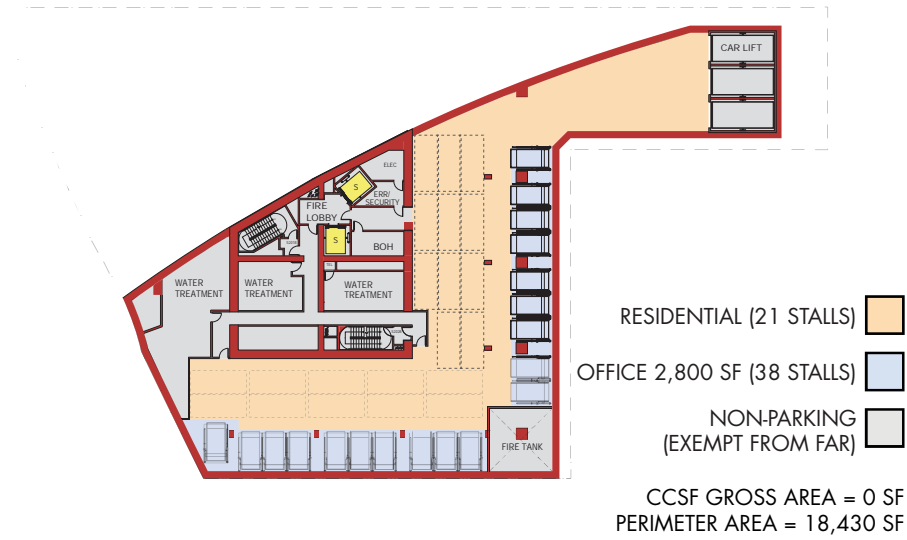 CAR LIFT
ELEC
S
ERR/
SECURITY
FIRE
LOBBY
S
BOH
WATER
TREATMENT
WATER
TREATMENT
WATER
TREATMENT
FIRE TANK
RESIDENTIAL (21 STALLS)
OFFICE 2,800 SF (38 STALLS)
NON-PARKING
(EXEMPT FROM FAR)
CCSF GROSS AREA = 0 SF
PERIMETER AREA = 18,430 SF